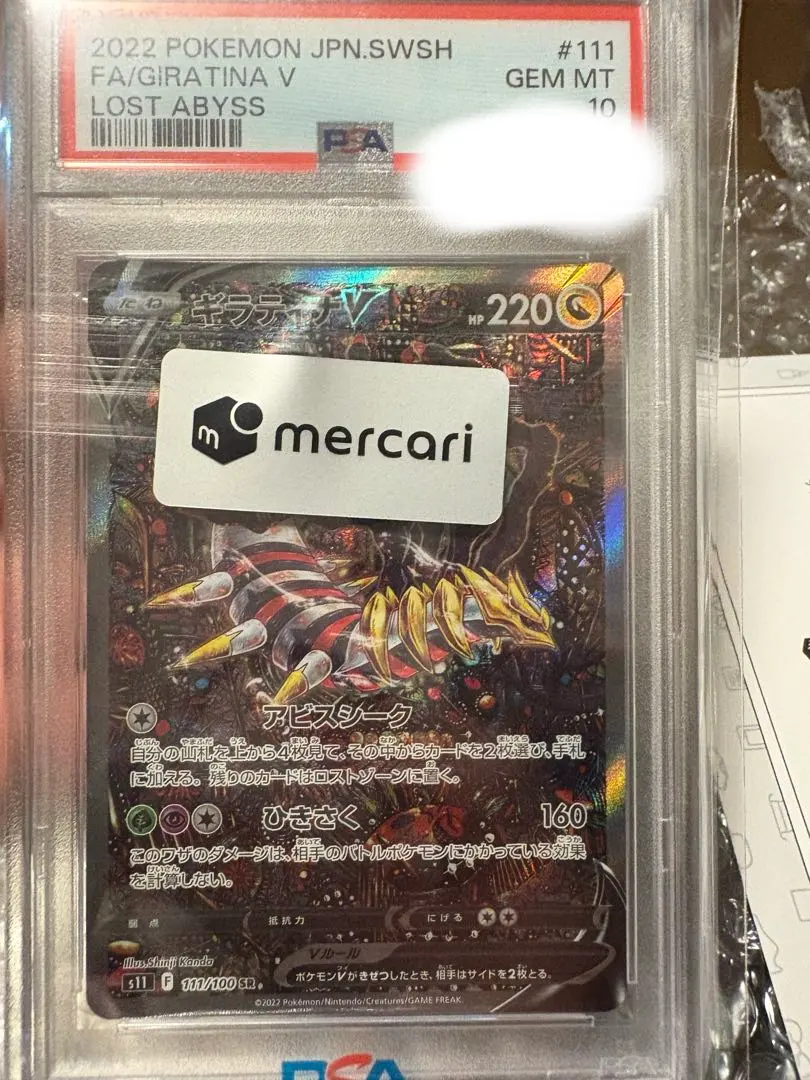 2022 POKEMON JPN.SWSH #111
FA/GIRATINA V GEM MT
LOST ABYSS 10
PSA
たね ギラティナV HP 220
mercari
アビスシーク
自分の山札を上から4枚見て、その中からカードを2枚選び、手札
に加える。残りのカードはロストゾーンに置く。
ひきさく 160
このワザのダメージは、相手のバトルポケモンにかかっている効果
を計算しない。
弱点 抵抗力 にげる
Vルール
ポケモンVがきぜつしたとき、相手はサイドを2枚とる。
Illus. Shinji Kanda
s11 F 111/100 SR
©2022 Pokémon/Nintendo/Creatures/GAME FREAK
PSA